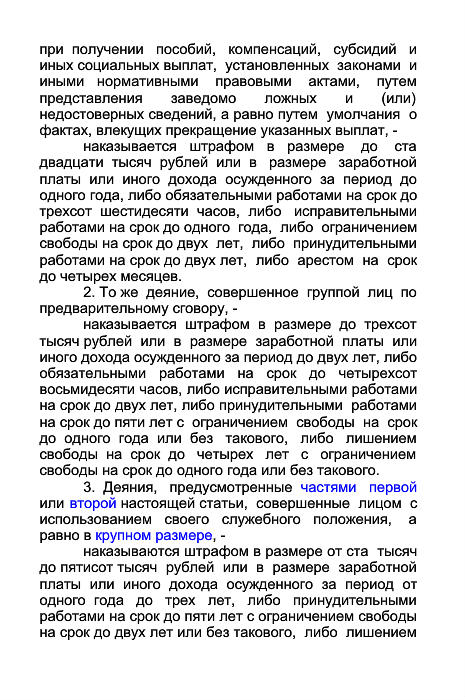 при получении пособий, компенсаций, субсидий и
иных социальных выплат, установленных законами и
иными нормативными правовыми актами, путем
представления заведомо ложных и (или)
недостоверных сведений, а равно путем умолчания о
фактах, влекущих прекращение указанных выплат, -
наказывается штрафом в размере до ста
двадцати тысяч рублей или в размере заработной
платы или иного дохода осужденного за период до
одного года, либо обязательными работами на срок до
трехсот шестидесяти часов, либо исправительными
работами на срок до одного года, либо ограничением
свободы на срок до двух лет, либо принудительными
работами на срок до двух лет, либо арестом на срок
до четырех месяцев.
2. То же деяние, совершенное группой лиц по
предварительному сговору, -
наказывается штрафом в размере до трехсот
тысяч рублей или в размере заработной платы или
иного дохода осужденного за период до двух лет, либо
обязательными работами на срок до четырехсот
восьмидесяти часов, либо исправительными работами
на срок до двух лет, либо принудительными работами
на срок до пяти лет с ограничением свободы на срок
до одного года или без такового, либо лишением
свободы на срок до четырех лет с ограничением
свободы на срок до одного года или без такового.
3. Деяния, предусмотренные частями первой
или второй настоящей статьи, совершенные лицом с
использованием своего служебного положения, а
равно в крупном размере, -
наказываются штрафом в размере от ста тысяч
до пятисот тысяч рублей или в размере заработной
платы или иного дохода осужденного за период от
одного года до трех лет, либо принудительными
работами на срок до пяти лет с ограничением свободы
на срок до двух лет или без такового, либо лишением